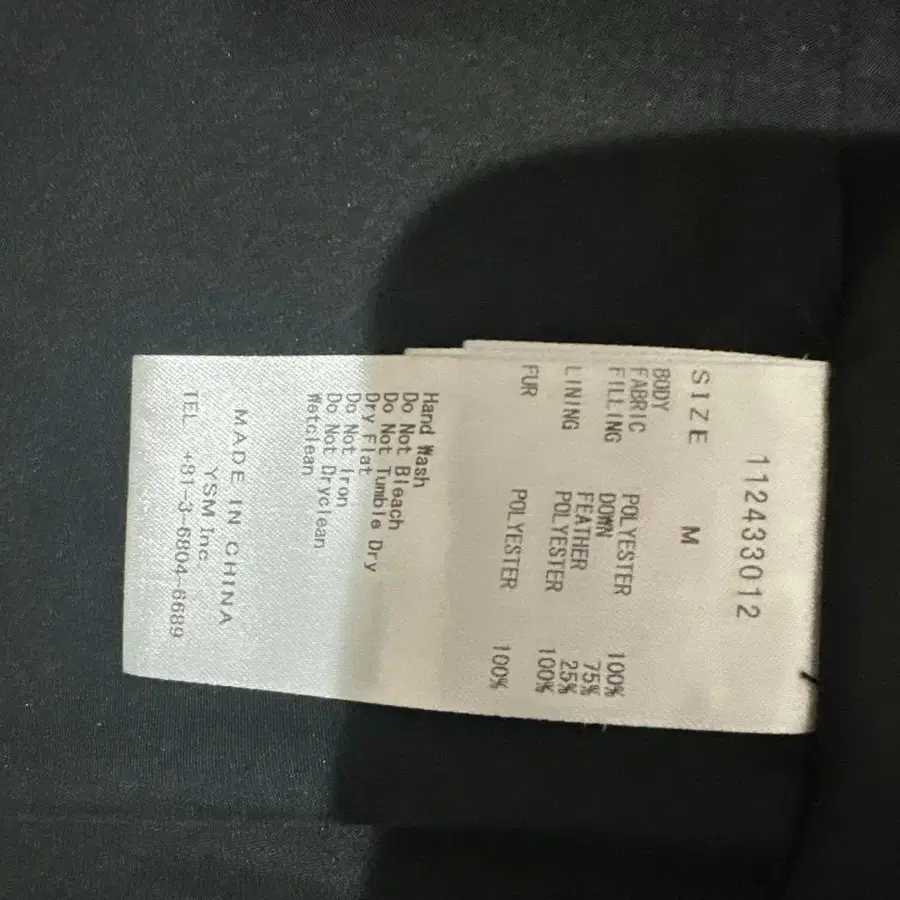 112433012
SIZE M
BODY
FABRIC POLYESTER 100%
FILLING DOWN 75%
FEATHER 25%
LINING POLYESTER 100%
FUR POLYESTER 100%
Hand Wash
Do Not Bleach
Do Not Tumble Dry
Dry Flat
Do Not Iron
Do Not Dryclean
Wetclean
MADE IN CHINA
YSM Inc.
TEL. +81-3-6804-6689